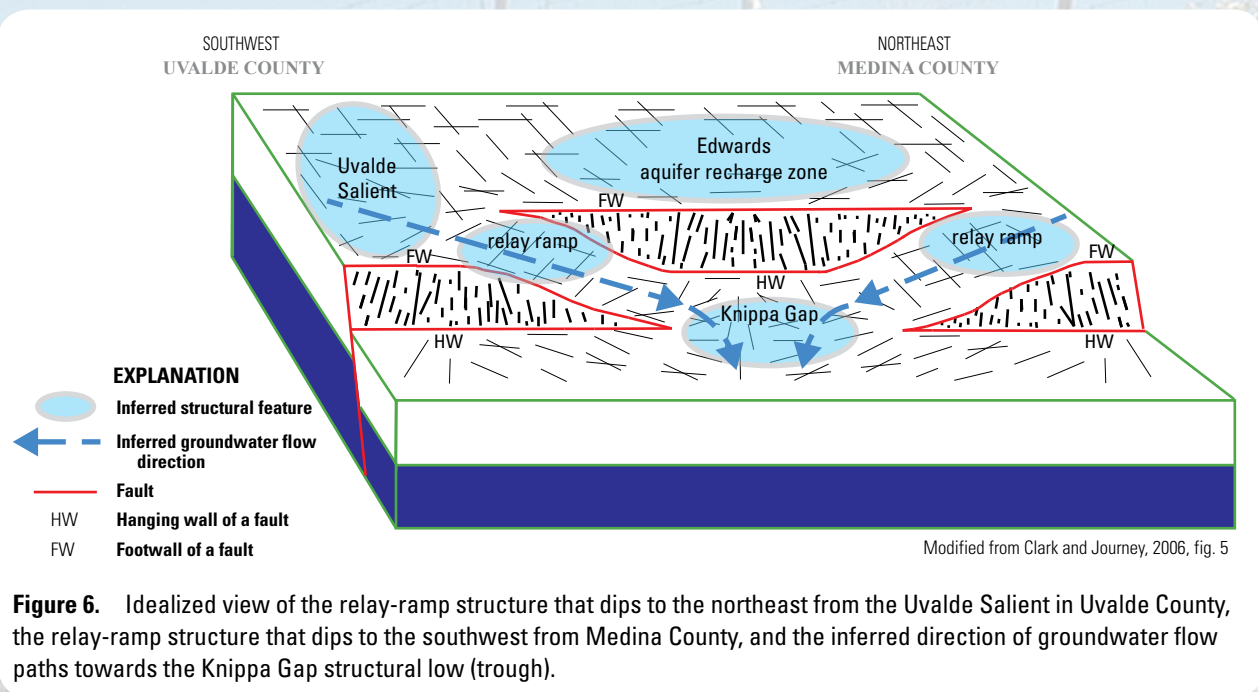 SOUTHWEST
UVALDE COUNTY
NORTHEAST
MEDINA COUNTY
Uvalde
Salient
Edwards
aquifer recharge zone
FW
relay ramp
relay ramp
FW
FW
HW
Knippa Gap
HW
HW
EXPLANATION
Inferred structural feature
Inferred groundwater flow
direction
Fault
HW Hanging wall of a fault
FW Footwall of a fault
Modified from Clark and Journey, 2006, fig. 5
Figure 6. Idealized view of the relay-ramp structure that dips to the northeast from the Uvalde Salient in Uvalde County,
the relay-ramp structure that dips to the southwest from Medina County, and the inferred direction of groundwater flow
paths towards the Knippa Gap structural low (trough).